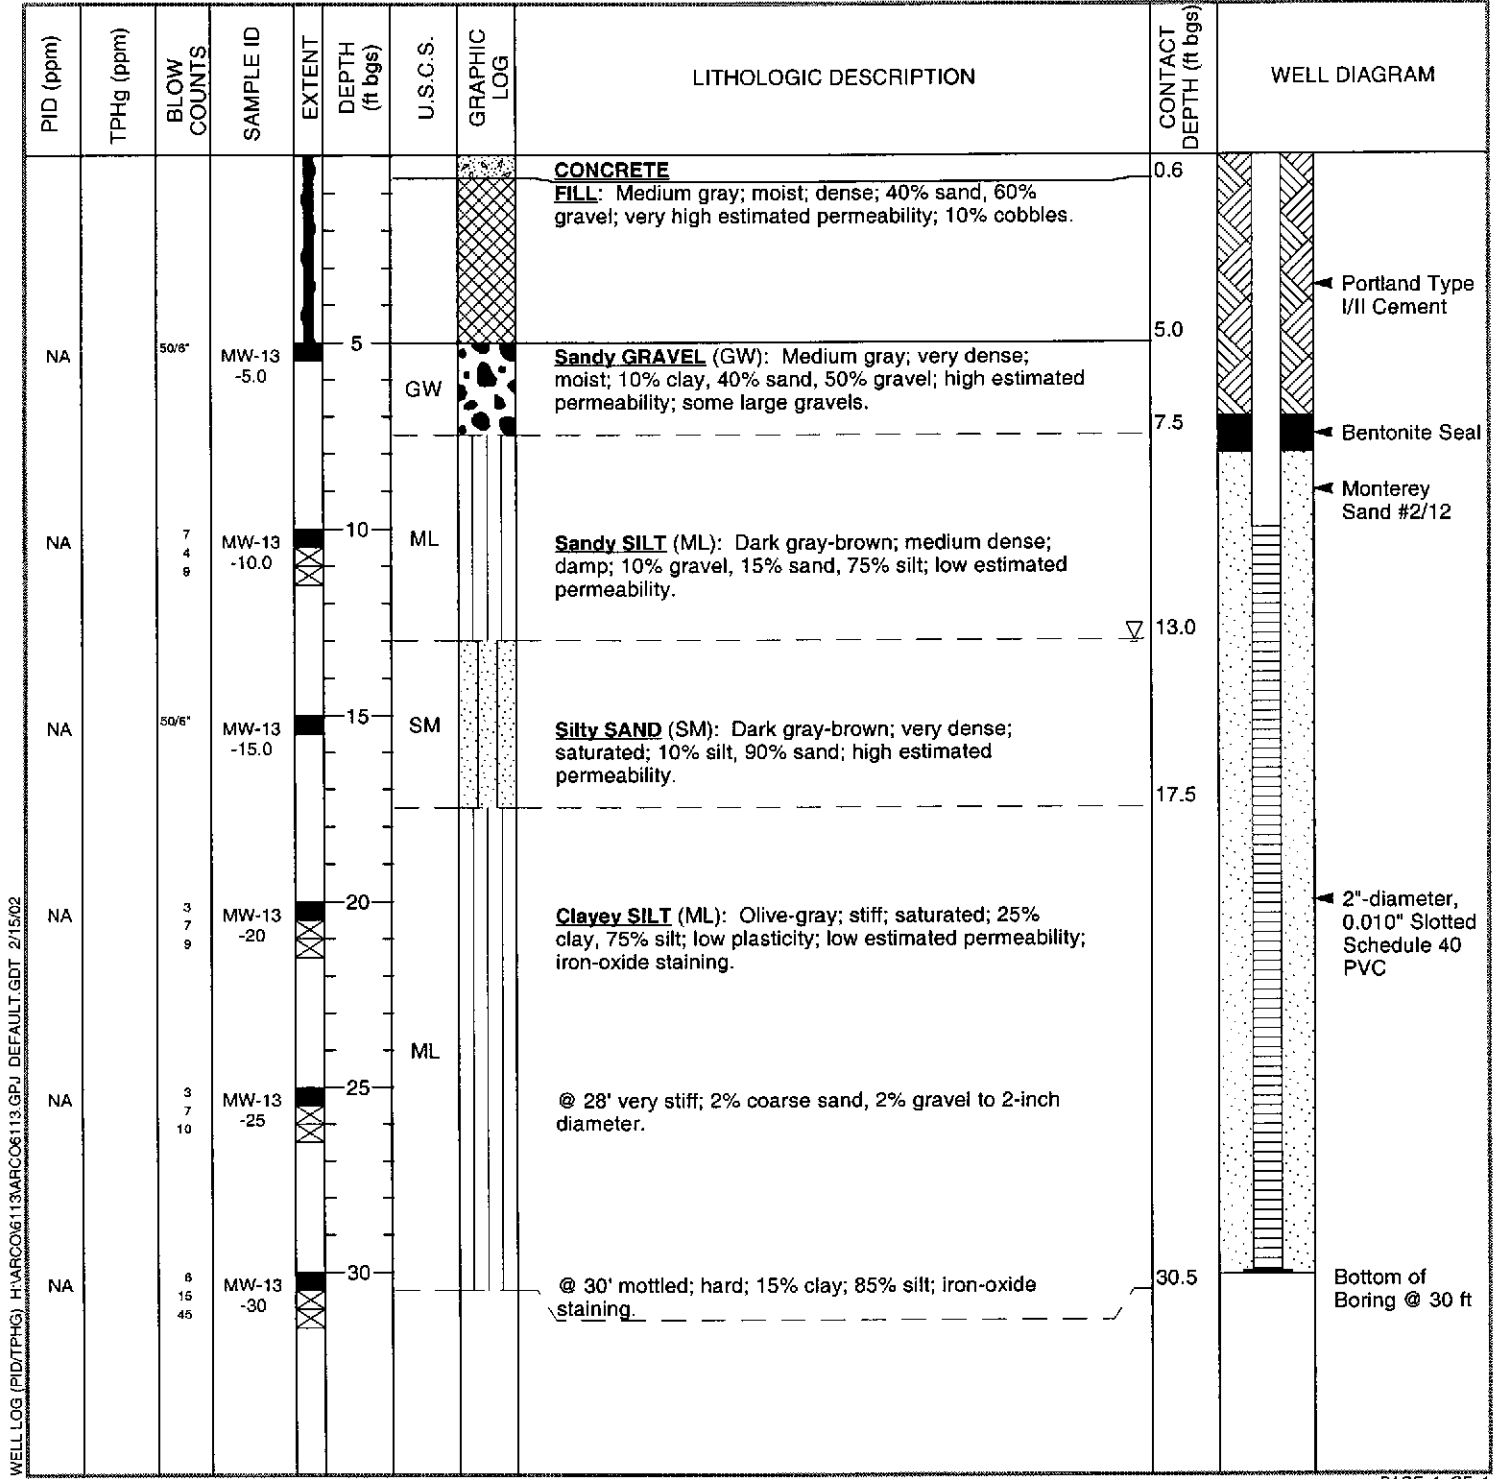 PID (ppm)
TPHg (ppm)
BLOW
COUNTS
SAMPLE ID
EXTENT
DEPTH
(ft bgs)
U.S.C.S.
GRAPHIC
LOG
LITHOLOGIC DESCRIPTION
CONTACT
DEPTH (ft bgs)
WELL DIAGRAM
CONCRETE
0.6
FILL: Medium gray; moist; dense; 40% sand, 60%
gravel; very high estimated permeability; 10% cobbles.
Portland Type
I/II Cement
5.0
NA
50/6"
MW-13
-5.0
5
GW
Sandy GRAVEL (GW): Medium gray; very dense;
moist; 10% clay, 40% sand, 50% gravel; high estimated
permeability; some large gravels.
7.5
Bentonite Seal
Monterey
Sand #2/12
NA
7
4
9
MW-13
-10.0
10
ML
Sandy SILT (ML): Dark gray-brown; medium dense;
damp; 10% gravel, 15% sand, 75% silt; low estimated
permeability.
13.0
NA
50/6"
MW-13
-15.0
15
SM
Silty SAND (SM): Dark gray-brown; very dense;
saturated; 10% silt, 90% sand; high estimated
permeability.
17.5
NA
3
7
9
MW-13
-20
20
Clayey SILT (ML): Olive-gray; stiff; saturated; 25%
clay, 75% silt; low plasticity; low estimated permeability;
iron-oxide staining.
2"-diameter,
0.010" Slotted
Schedule 40
PVC
ML
NA
3
7
10
MW-13
-25
25
@ 28' very stiff; 2% coarse sand, 2% gravel to 2-inch
diameter.
NA
6
15
45
MW-13
-30
30
@ 30' mottled; hard; 15% clay; 85% silt; iron-oxide
staining.
30.5
Bottom of
Boring @ 30 ft
WELL LOG (PID/TPHG) H:\ARCO\6113\ARCO6113.GPJ DEFAULT.GDT 2/15/02